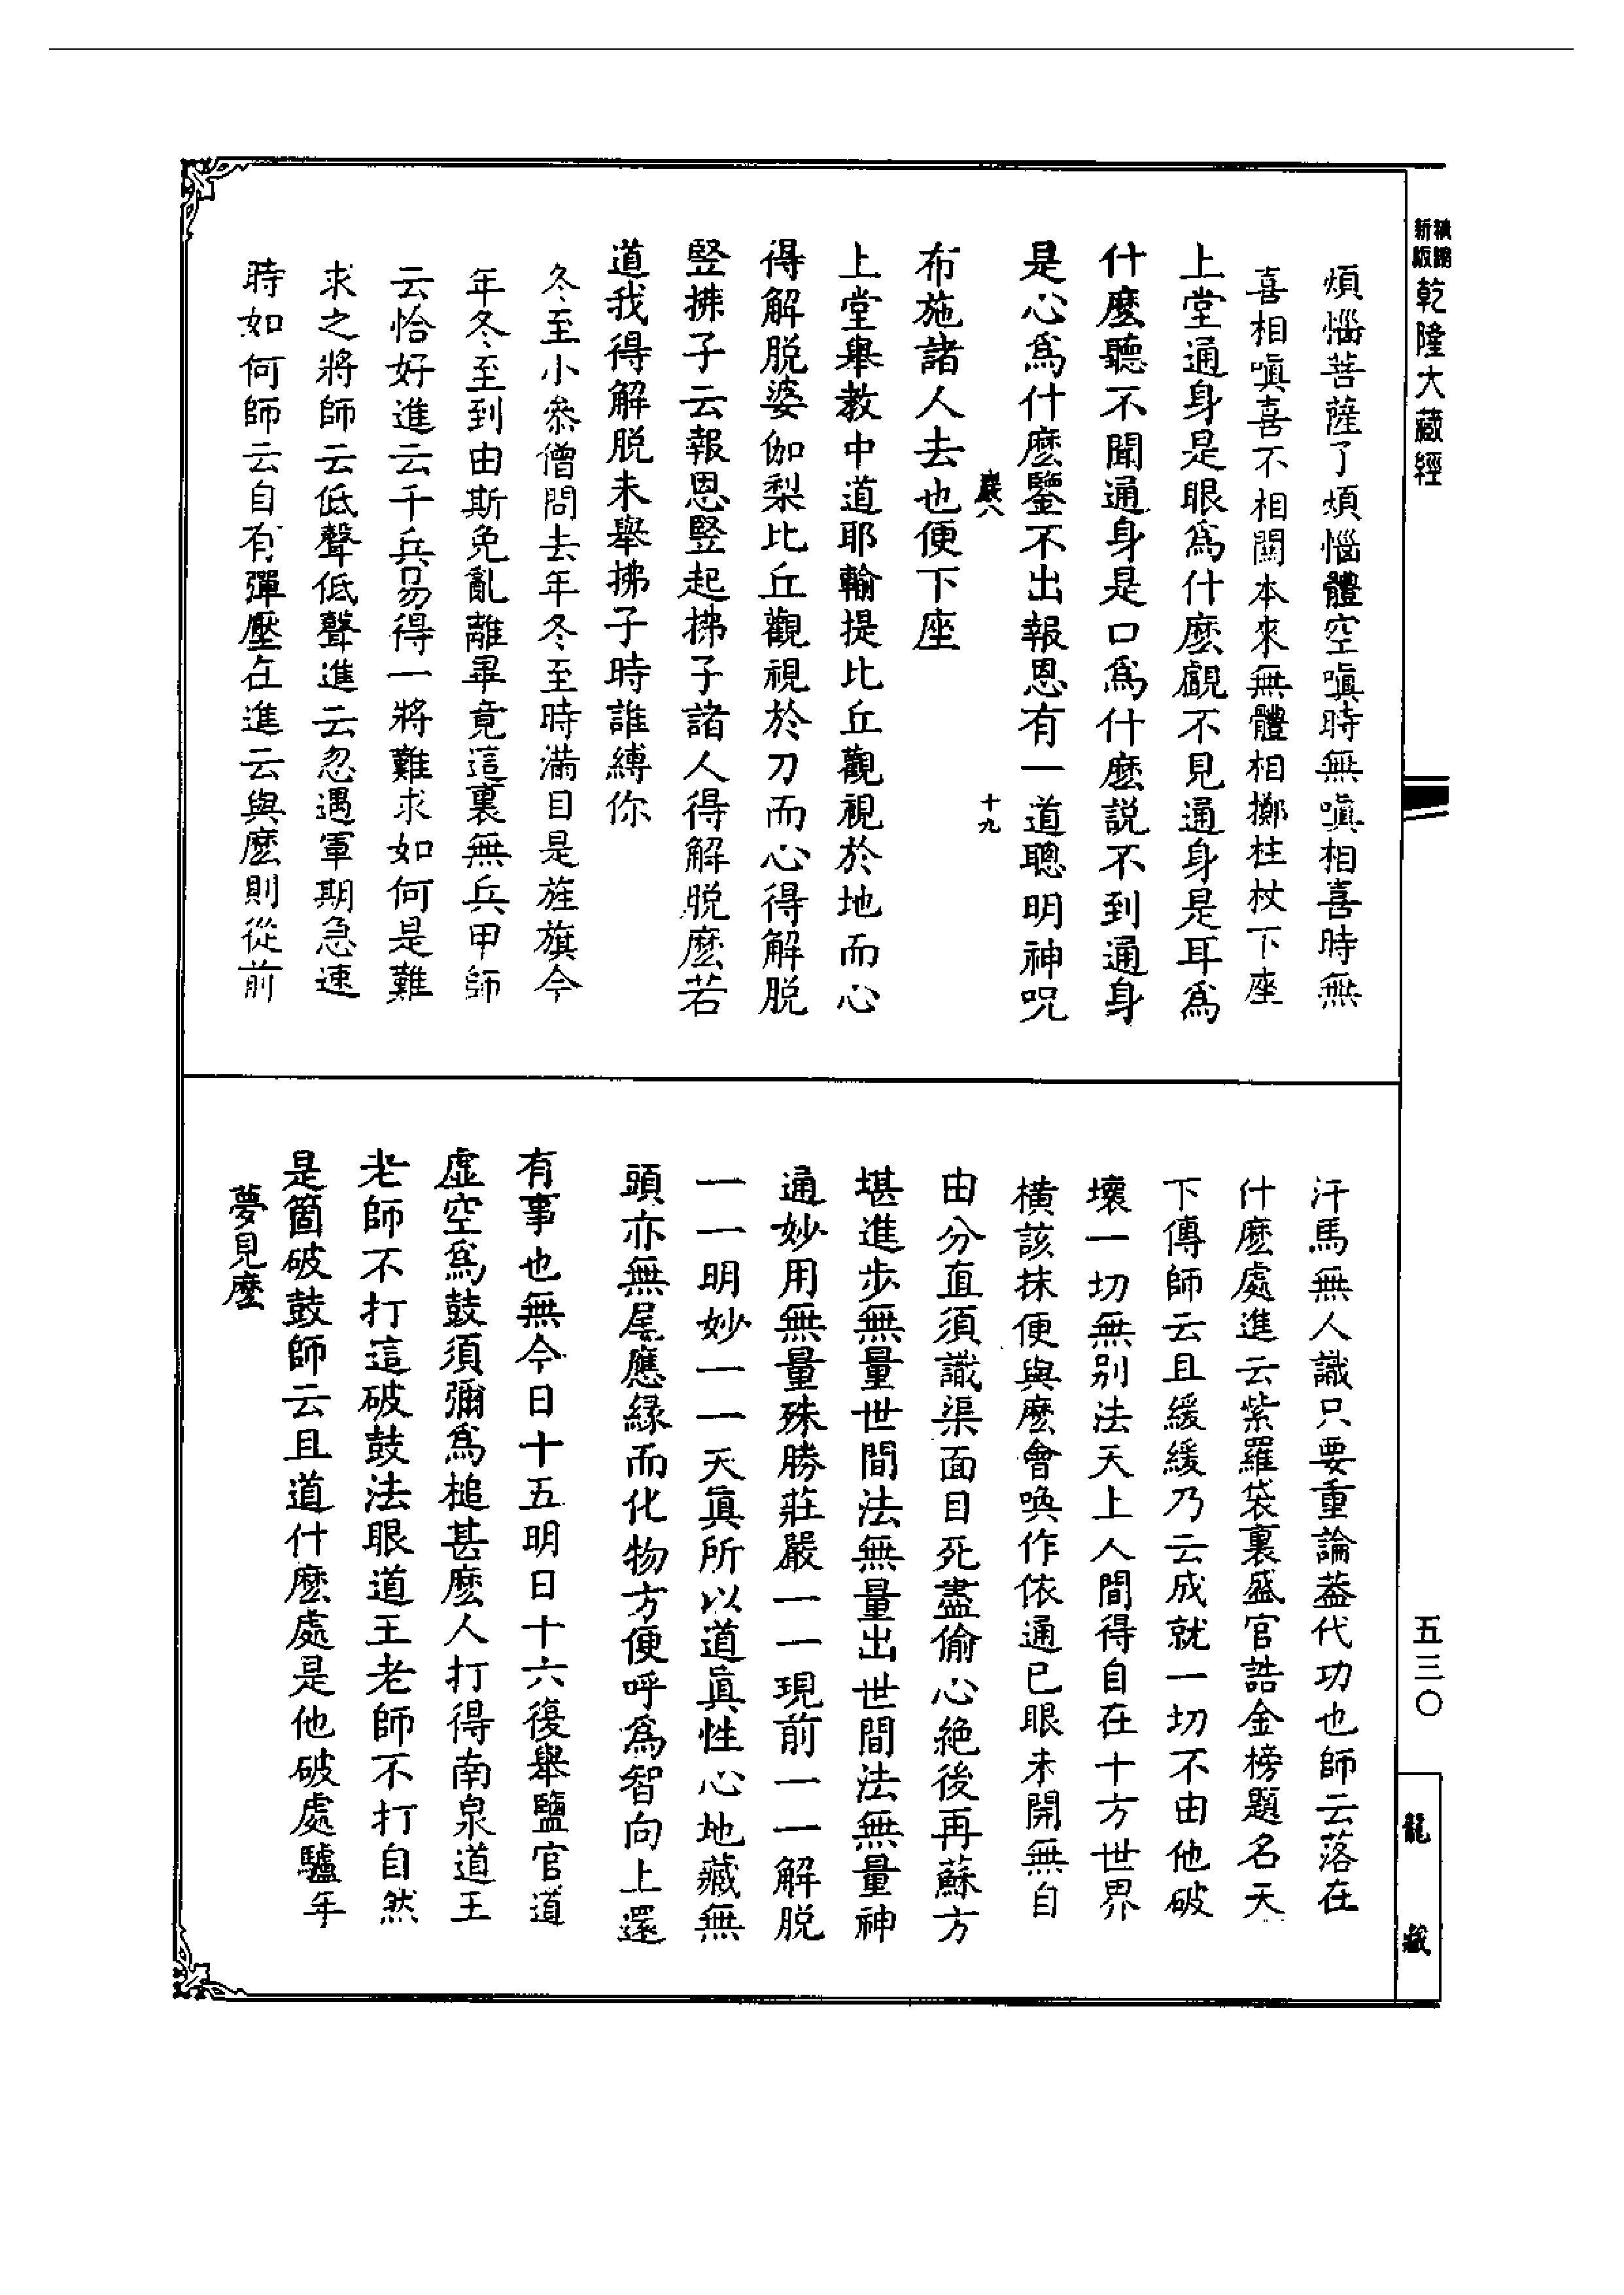 新版
乾隆大藏經
煩惱菩薩了煩惱體空嗔時無嗔相喜時無
喜相嗔喜不相關本來無體相擲柱杖下座
上堂通身是眼爲什麽覷不見通身是耳爲
什麽聽不聞通身是口爲什麽説不到通身
是心爲什麽鑒不出報恩有一道聰明神呪
巖八
十九
布施諸人去也便下座
上堂舉教中道耶輸提比丘觀視於地而心
得解脱婆伽梨比丘觀視於刀而心得解脱
竪拂子云報恩竪起拂子諸人得解脱麽若
道我得解脱未舉拂子時誰縛你
冬至小叅僧問去年冬至時滿目是旌旗今
年冬至到由斯免亂離畢竟這裏無兵甲師
云恰好進云千兵易得一將難求如何是難
求之將師云低聲低聲進云忽遇軍期急速
時如何師云自有彈壓在進云與麽則從前
汗馬無人識只要重論葢代功也師云落在
什麽處進云紫羅袋裏盛官誥金榜題名天
下傳師云且緩緩乃云成就一切不由他破
壞一切無别法天上人間得自在十方世界
橫該抹便與麽會喚作依通已眼未開無自
由分直須識渠面目死盡偷心絶後再蘇方
堪進步無量世間法無量出世間法無量神
通妙用無量殊勝莊嚴一一現前一一解脱
一一明妙一一天眞所以道眞性心地藏無
頭亦無尾應緣而化物方便呼爲智向上還
有事也無今日十五明日十六復舉鹽官道
虛空爲鼓須彌爲槌甚麽人打得南泉道王
老師不打這破鼓法眼道王老師不打自然
是箇破鼓師云且道什麽處是他破處驢年
夢見麽
五三〇
龍藏